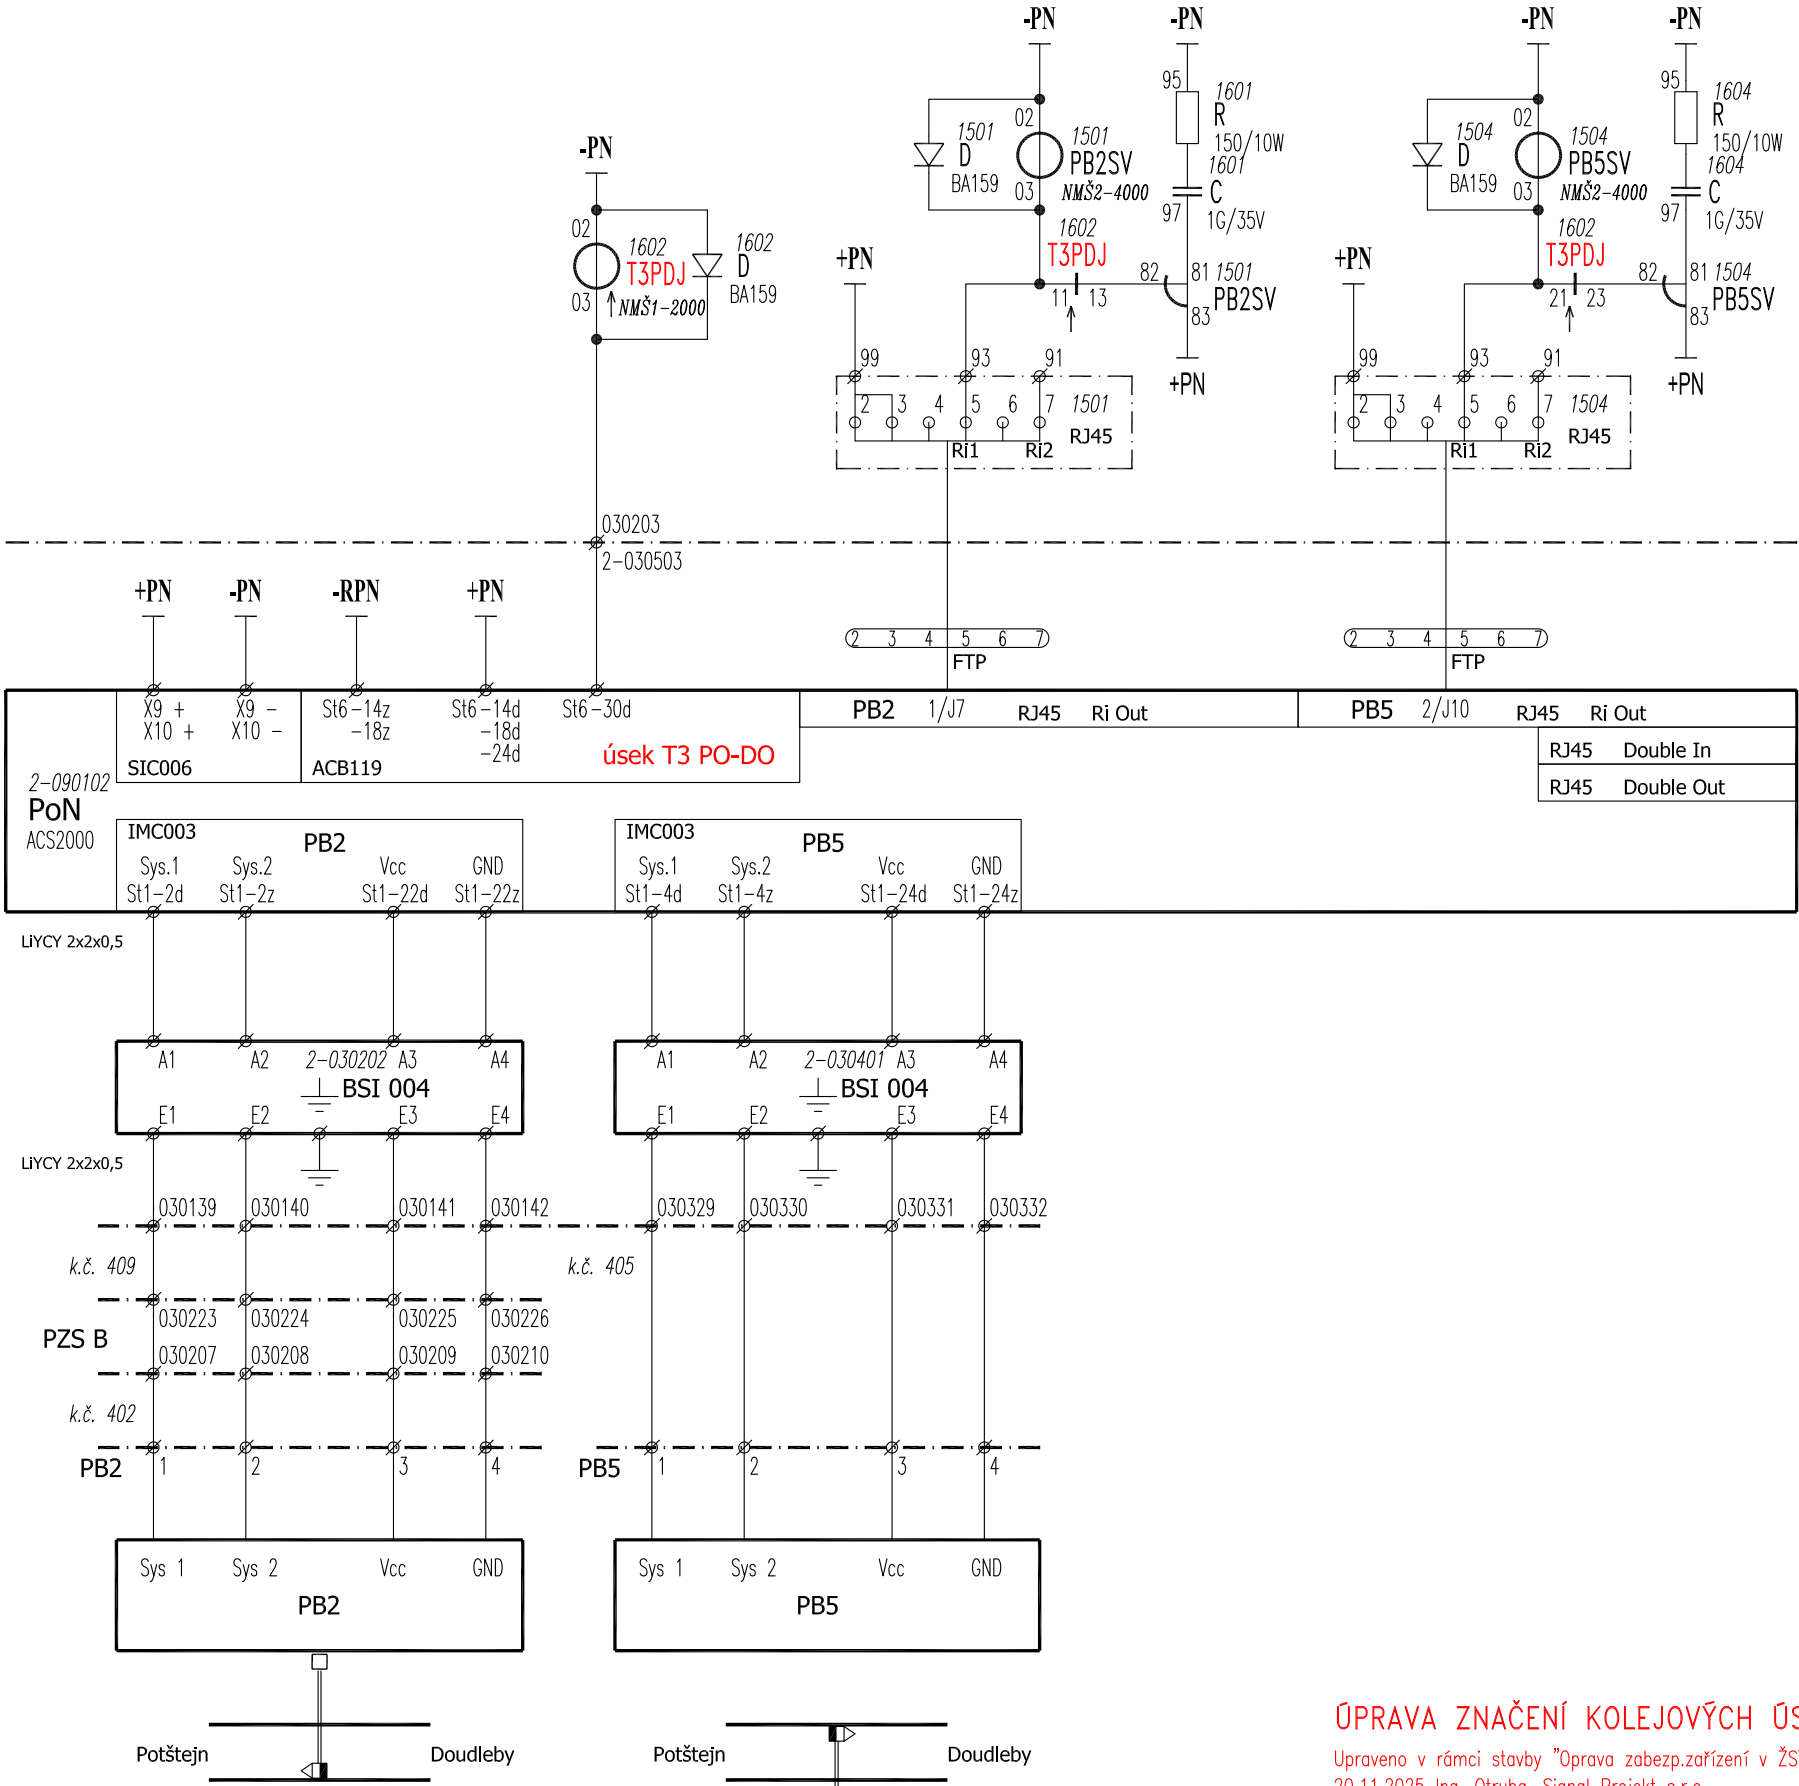 -PN -PN -PN -PN
95 1601 95 1604
02 R 02 R
1501 1501 150/10W 1504 1504 150/10W
D PB2SV 1601 D PB5SV 1604
BA159 03 NMŠ2-4000 C BA159 03 NMŠ2-4000 C
97 1G/35V 97 1G/35V
-PN
02 1602 1602
T3PDJ D
03 NMŠ1-2000 BA159
+PN 1602 82 81 1501 +PN 1602 82 81 1504
T3PDJ PB2SV T3PDJ PB5SV
11 13 83 21 23 83
99 93 91 +PN 99 93 91 +PN
2 3 4 5 6 7 1501 2 3 4 5 6 7 1504
RJ45 RJ45
Ri1 Ri2 Ri1 Ri2
030203
2-030503
+PN -PN -RPN +PN
2 3 4 5 6 7 2 3 4 5 6 7
FTP FTP
X9 + X9 - St6-14z St6-14d St6-30d PB2 1/J7 RJ45 Ri Out PB5 2/J10 RJ45 Ri Out
X10 + X10 - -18z -18d
-24d
SIC006 ACB119 úsek T3 PO-DO RJ45 Double In
RJ45 Double Out
2-090102
PoN
ACS2000
IMC003 PB2 IMC003 PB5
Sys.1 Sys.2 Vcc GND Sys.1 Sys.2 Vcc GND
St1-2d St1-2z St1-22d St1-22z St1-4d St1-4z St1-24d St1-24z
LiYCY 2x2x0,5
A1 A2 2-030202 A3 A4 A1 A2 2-030401 A3 A4
BSI 004 BSI 004
E1 E2 E3 E4 E1 E2 E3 E4
LiYCY 2x2x0,5
030139 030140 030141 030142 030329 030330 030331 030332
k.č. 409 k.č. 405
030223 030224 030225 030226
PZS B
030207 030208 030209 030210
k.č. 402
PB2 1 2 3 4 PB5 1 2 3 4
Sys 1 Sys 2 Vcc GND Sys 1 Sys 2 Vcc GND
PB2 PB5
Potštejn Doudleby Potštejn Doudleby
ÚPRAVA ZNAČENÍ KOLEJOVÝCH ÚS
Upraveno v rámci stavby "Oprava zabezp.zařízení v ŽS
20.11.2025 Ing. Otruba, Signal Projekt s.r.o.